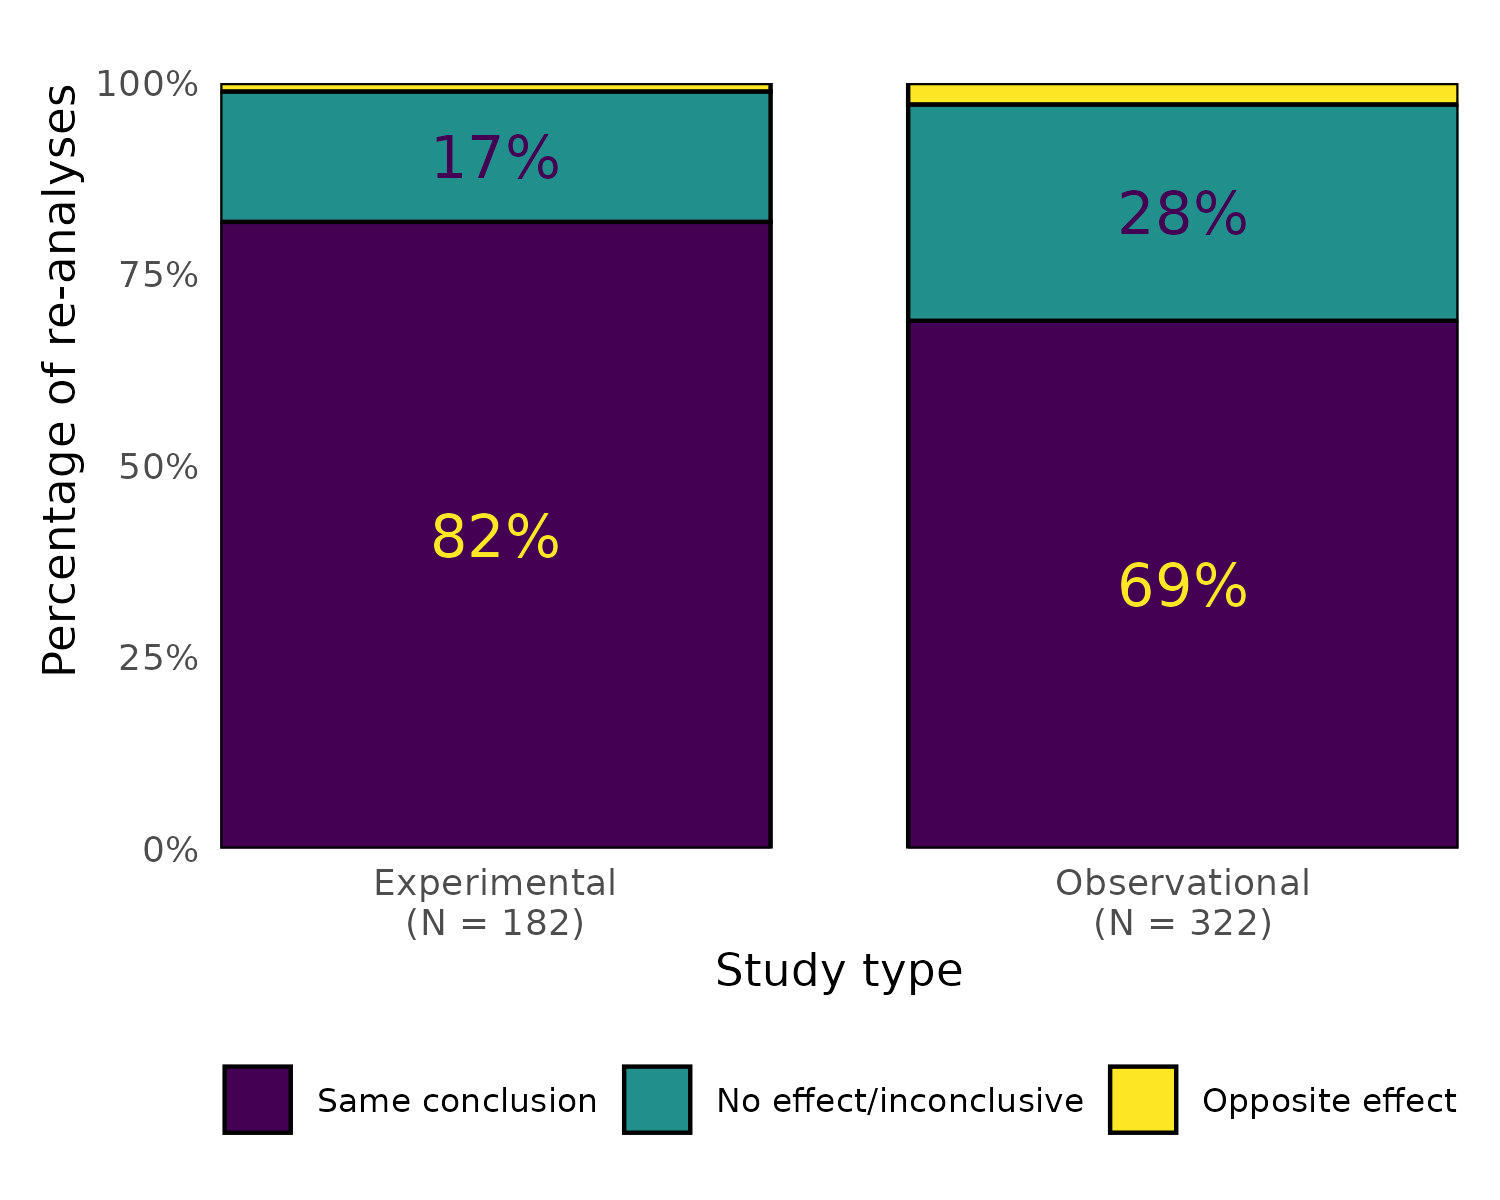 100%
75%
50%
25%
0%
Percentage of re-analyses
17%
82%
28%
69%
Experimental
(N = 182)
Observational
(N = 322)
Study type
Same conclusion
No effect/inconclusive
Opposite effect